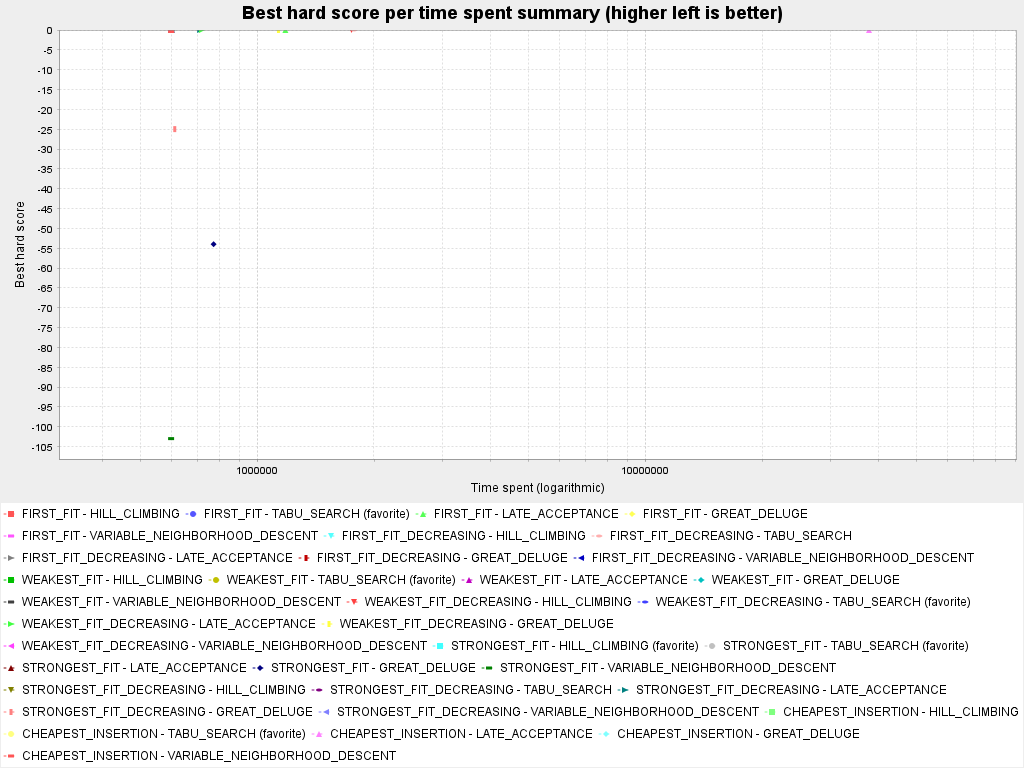 Best hard score per time spent summary (higher left is better)
0
-5
-10
-15
-20
-25
-30
-35
-40
-45
-50
-55
-60
-65
-70
-75
-80
-85
-90
-95
-100
-105
Best hard score
1000000 10000000
Time spent (logarithmic)
FIRST_FIT - HILL_CLIMBING FIRST_FIT - TABU_SEARCH (favorite) FIRST_FIT - LATE_ACCEPTANCE FIRST_FIT - GREAT_DELUGE
FIRST_FIT - VARIABLE_NEIGHBORHOOD_DESCENT FIRST_FIT_DECREASING - HILL_CLIMBING FIRST_FIT_DECREASING - TABU_SEARCH
FIRST_FIT_DECREASING - LATE_ACCEPTANCE FIRST_FIT_DECREASING - GREAT_DELUGE FIRST_FIT_DECREASING - VARIABLE_NEIGHBORHOOD_DESCENT
WEAKEST_FIT - HILL_CLIMBING WEAKEST_FIT - TABU_SEARCH (favorite) WEAKEST_FIT - LATE_ACCEPTANCE WEAKEST_FIT - GREAT_DELUGE
WEAKEST_FIT - VARIABLE_NEIGHBORHOOD_DESCENT WEAKEST_FIT_DECREASING - HILL_CLIMBING WEAKEST_FIT_DECREASING - TABU_SEARCH (favorite)
WEAKEST_FIT_DECREASING - LATE_ACCEPTANCE WEAKEST_FIT_DECREASING - GREAT_DELUGE
WEAKEST_FIT_DECREASING - VARIABLE_NEIGHBORHOOD_DESCENT STRONGEST_FIT - HILL_CLIMBING (favorite) STRONGEST_FIT - TABU_SEARCH (favorite)
STRONGEST_FIT - LATE_ACCEPTANCE STRONGEST_FIT - GREAT_DELUGE STRONGEST_FIT - VARIABLE_NEIGHBORHOOD_DESCENT
STRONGEST_FIT_DECREASING - HILL_CLIMBING STRONGEST_FIT_DECREASING - TABU_SEARCH STRONGEST_FIT_DECREASING - LATE_ACCEPTANCE
STRONGEST_FIT_DECREASING - GREAT_DELUGE STRONGEST_FIT_DECREASING - VARIABLE_NEIGHBORHOOD_DESCENT CHEAPEST_INSERTION - HILL_CLIMBING
CHEAPEST_INSERTION - TABU_SEARCH (favorite) CHEAPEST_INSERTION - LATE_ACCEPTANCE CHEAPEST_INSERTION - GREAT_DELUGE
CHEAPEST_INSERTION - VARIABLE_NEIGHBORHOOD_DESCENT